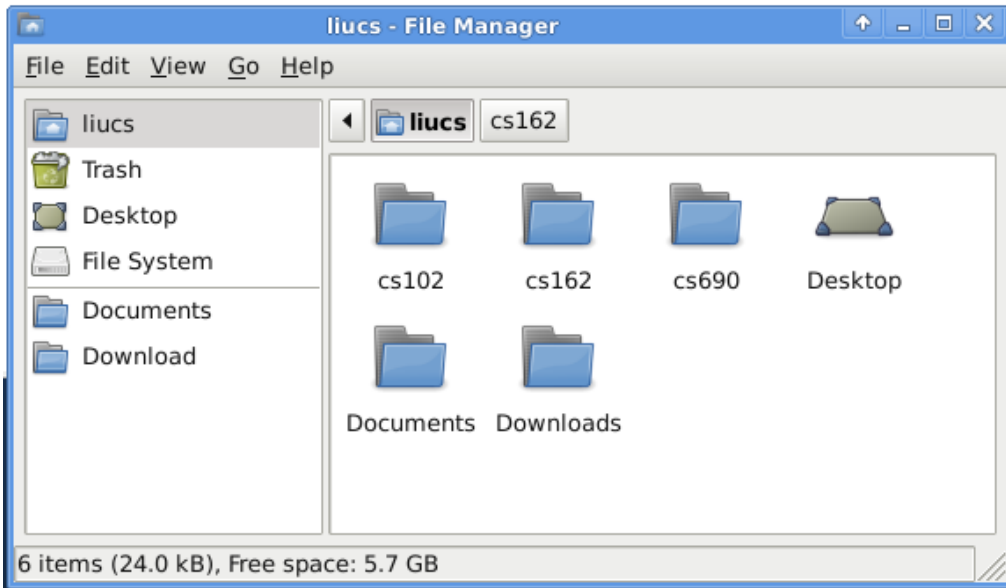 liucs - File Manager
File Edit View Go Help
liucs
Trash
Desktop
File System
Documents
Download
liucs cs162
cs102 cs162 cs690 Desktop
Documents Downloads
6 items (24.0 kB), Free space: 5.7 GB